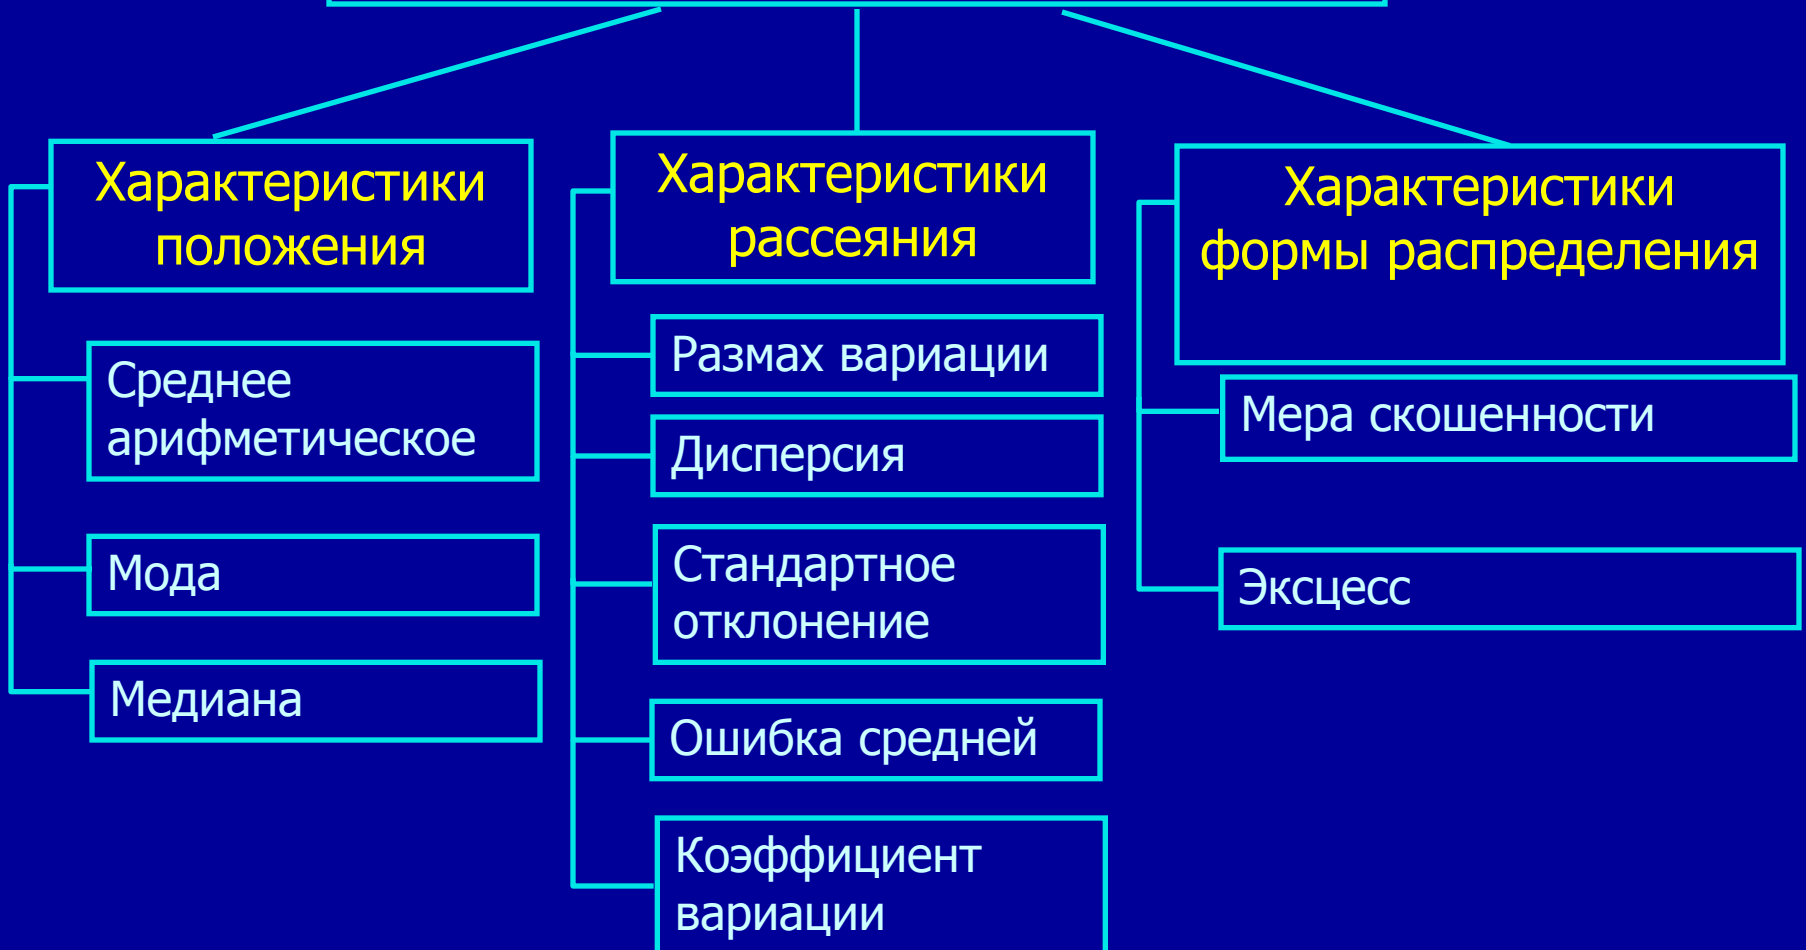 Характеристики
положения
Среднее
арифметическое
Мода
Медиана
Характеристики
рассеяния
Размах вариации
Дисперсия
Стандартное
отклонение
Ошибка средней
Коэффициент
вариации
Характеристики
формы распределения
Мера скошенности
Эксцесс